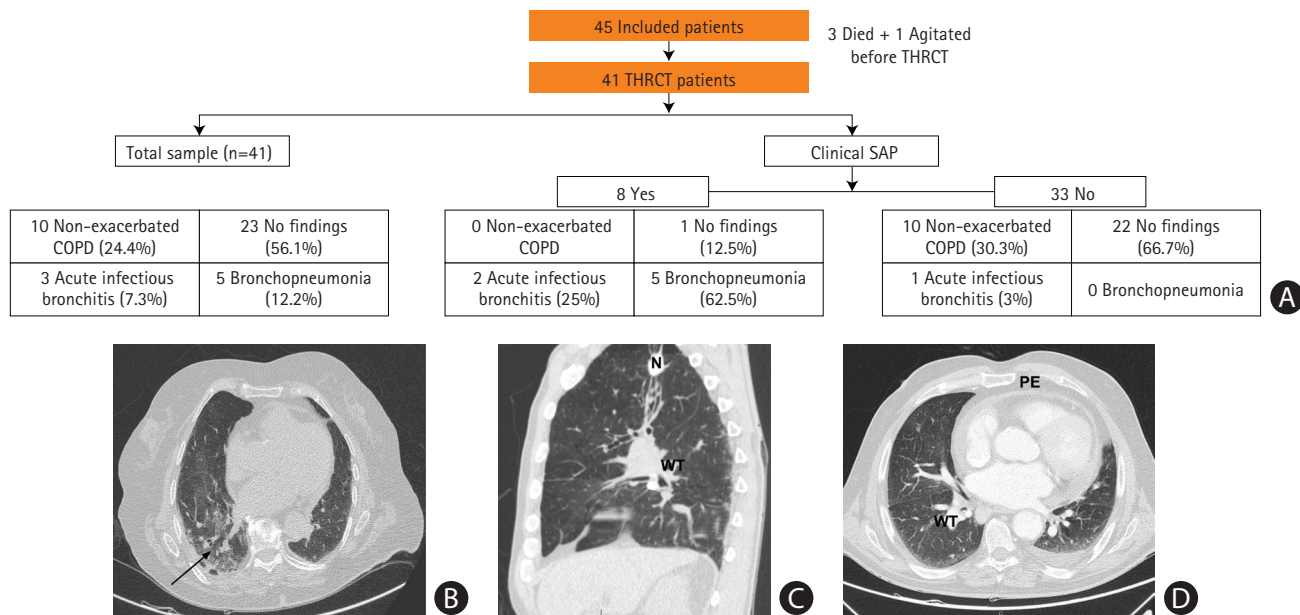 45 Included patients
3 Died + 1 Agitated
before THRCT
41 THRCT patients
Total sample (n=41)
Clinical SAP
8 Yes
33 No
10 Non-exacerbated
COPD (24.4%)
23 No findings
(56.1%)
3 Acute infectious
bronchitis (7.3%)
5 Bronchopneumonia
(12.2%)
0 Non-exacerbated
COPD
1 No findings
(12.5%)
2 Acute infectious
bronchitis (25%)
5 Bronchopneumonia
(62.5%)
10 Non-exacerbated
COPD (30.3%)
22 No findings
(66.7%)
1 Acute infectious
bronchitis (3%)
0 Bronchopneumonia
A
B
N
WT
C
PE
WT
D